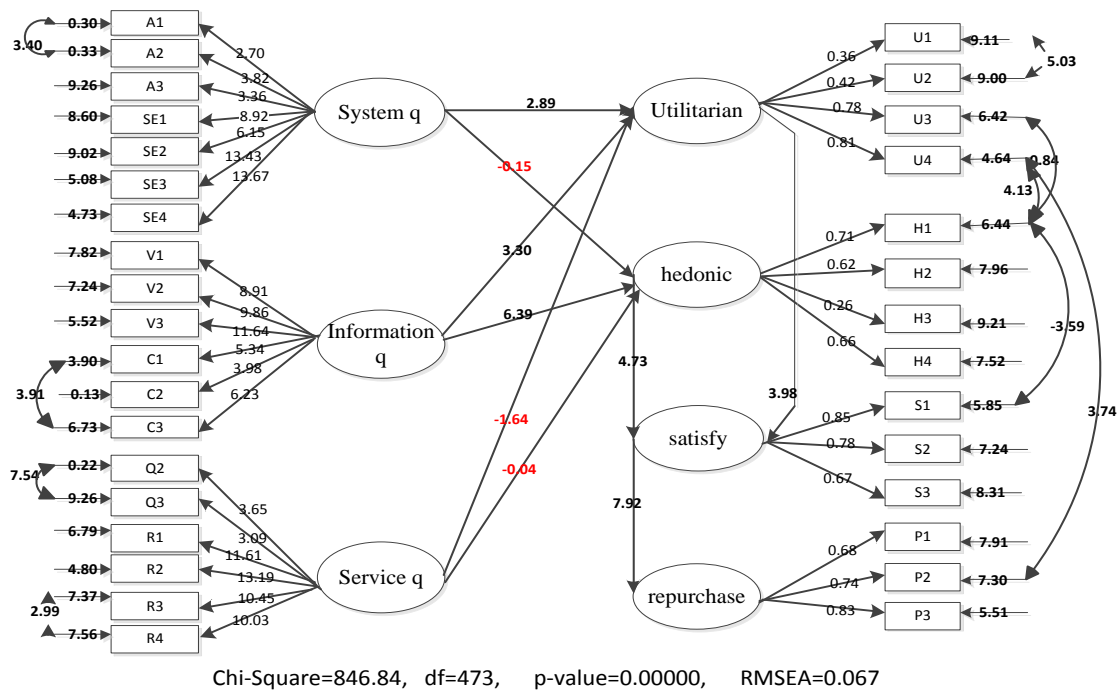 0.30 A1
3.40
0.33 A2
9.26 A3
8.60 SE1
9.02 SE2
5.08 SE3
4.73 SE4
2.70
3.82
3.36
8.92
6.15
13.43
13.67
System q
7.82 V1
7.24 V2
5.52 V3
3.90 C1
3.91
0.13 C2
6.73 C3
8.91
9.86
11.64
5.34
3.98
6.23
Information
q
0.22 Q2
7.54
9.26 Q3
6.79 R1
4.80 R2
7.37 R3
2.99
7.56 R4
3.65
3.09
11.61
13.19
10.45
10.03
Service q
2.89
-0.15
3.30
6.39
-1.64
-0.04
Utilitarian
hedonic
4.73
3.98
satisfy
7.92
repurchase
0.36
0.42
0.78
0.81
U1 9.11
5.03
U2 9.00
U3 6.42
U4 4.64
4.13
0.71
0.62
0.26
0.66
H1 6.44
H2 7.96
H3 9.21
H4 7.52
-3.59
3.74
0.85
0.78
0.67
S1 5.85
S2 7.24
S3 8.31
0.68
0.74
0.83
P1 7.91
P2 7.30
P3 5.51
Chi-Square=846.84, df=473, p-value=0.00000, RMSEA=0.067